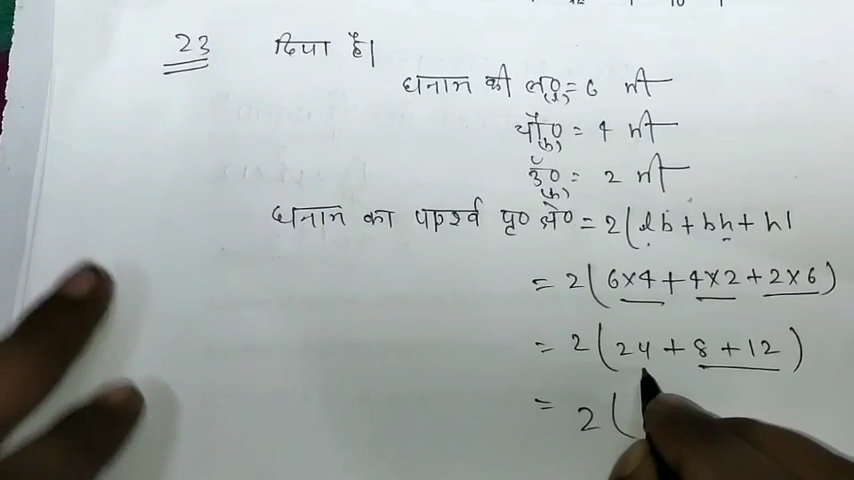 23 दिया है।
घनाभ की ल०(l) = 6 मी
चौ०(b) = 4 मी
ऊँ०(h) = 2 मी
घनाभ का पार्श्व पृ० क्षे० = 2(lb + bh + hl
= 2(6×4 + 4×2 + 2×6)
= 2(24 + 8 + 12)
= 2(